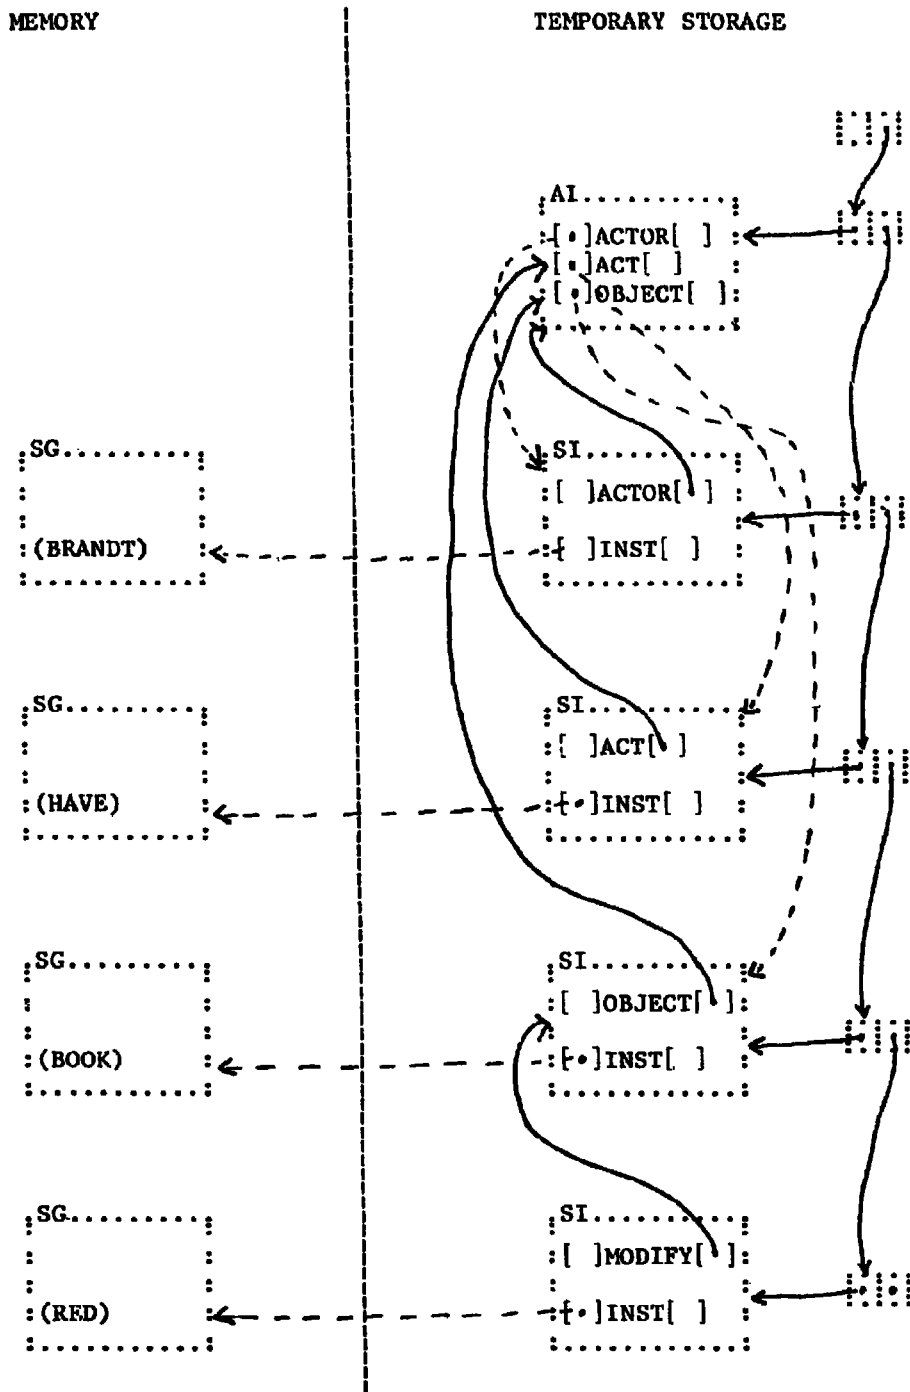 MEMORY TEMPORARY STORAGE
AI
[ ]ACTOR[ ]
[ ]ACT[ ]
[ ]OBJECT[ ]
SG SI
[ ]ACTOR[ ]
(BRANDT) [ ]INST[ ]
SG SI
[ ]ACT[ ]
(HAVE) [ ]INST[ ]
SG SI
[ ]OBJECT[ ]
(BOOK) [ ]INST[ ]
SG SI
[ ]MODIFY[ ]
(RED) [ ]INST[ ]